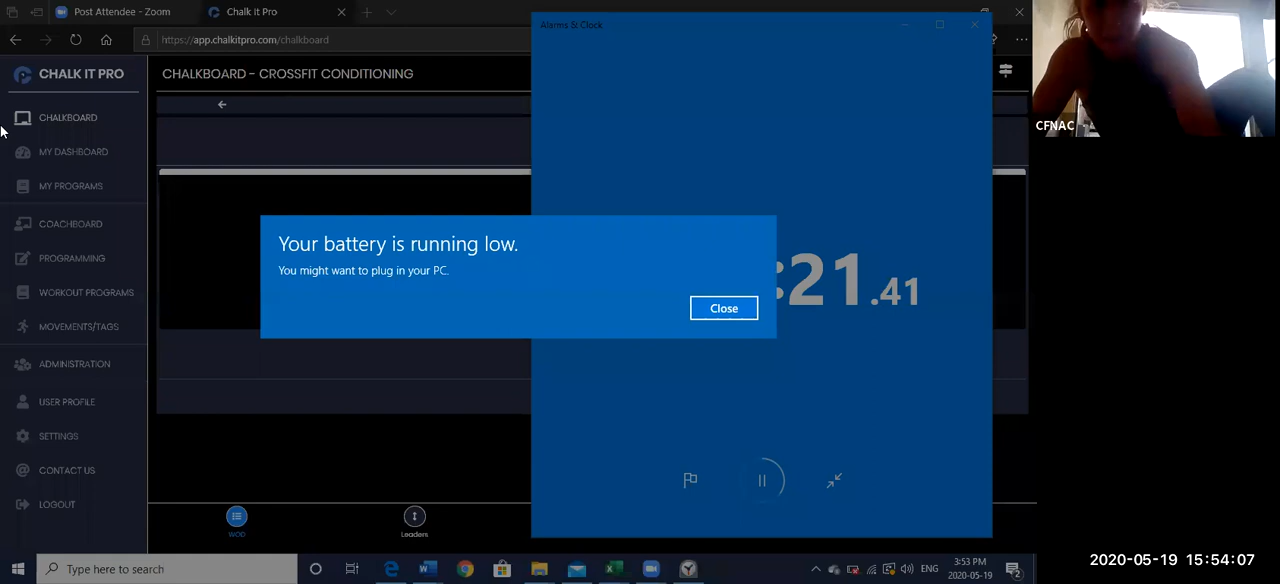 Post Attendee - Zoom
Chalk It Pro
Alarms & Clock
https://app.chalkitpro.com/chalkboard
CHALK IT PRO
CHALKBOARD - CROSSFIT CONDITIONING
CHALKBOARD
MY DASHBOARD
MY PROGRAMS
COACHBOARD
PROGRAMMING
WORKOUT PROGRAMS
MOVEMENTS/TAGS
ADMINISTRATION
USER PROFILE
SETTINGS
CONTACT US
LOGOUT
CFNAC
Your battery is running low.
You might want to plug in your PC.
Close
:21.41
WOD
Leaders
Type here to search
ENG
3:53 PM
2020-05-19
2
2020-05-19 15:54:07